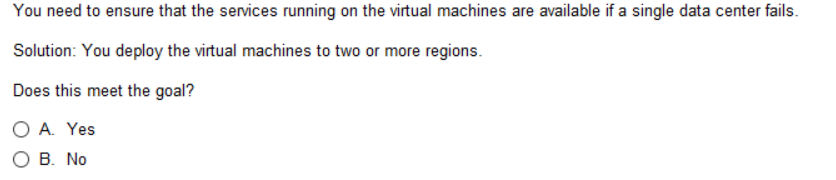 You need to ensure that the services running on the virtual machines are available if a single data center fails.
Solution: You deploy the virtual machines to two or more regions.
Does this meet the goal?
A. Yes
B. No